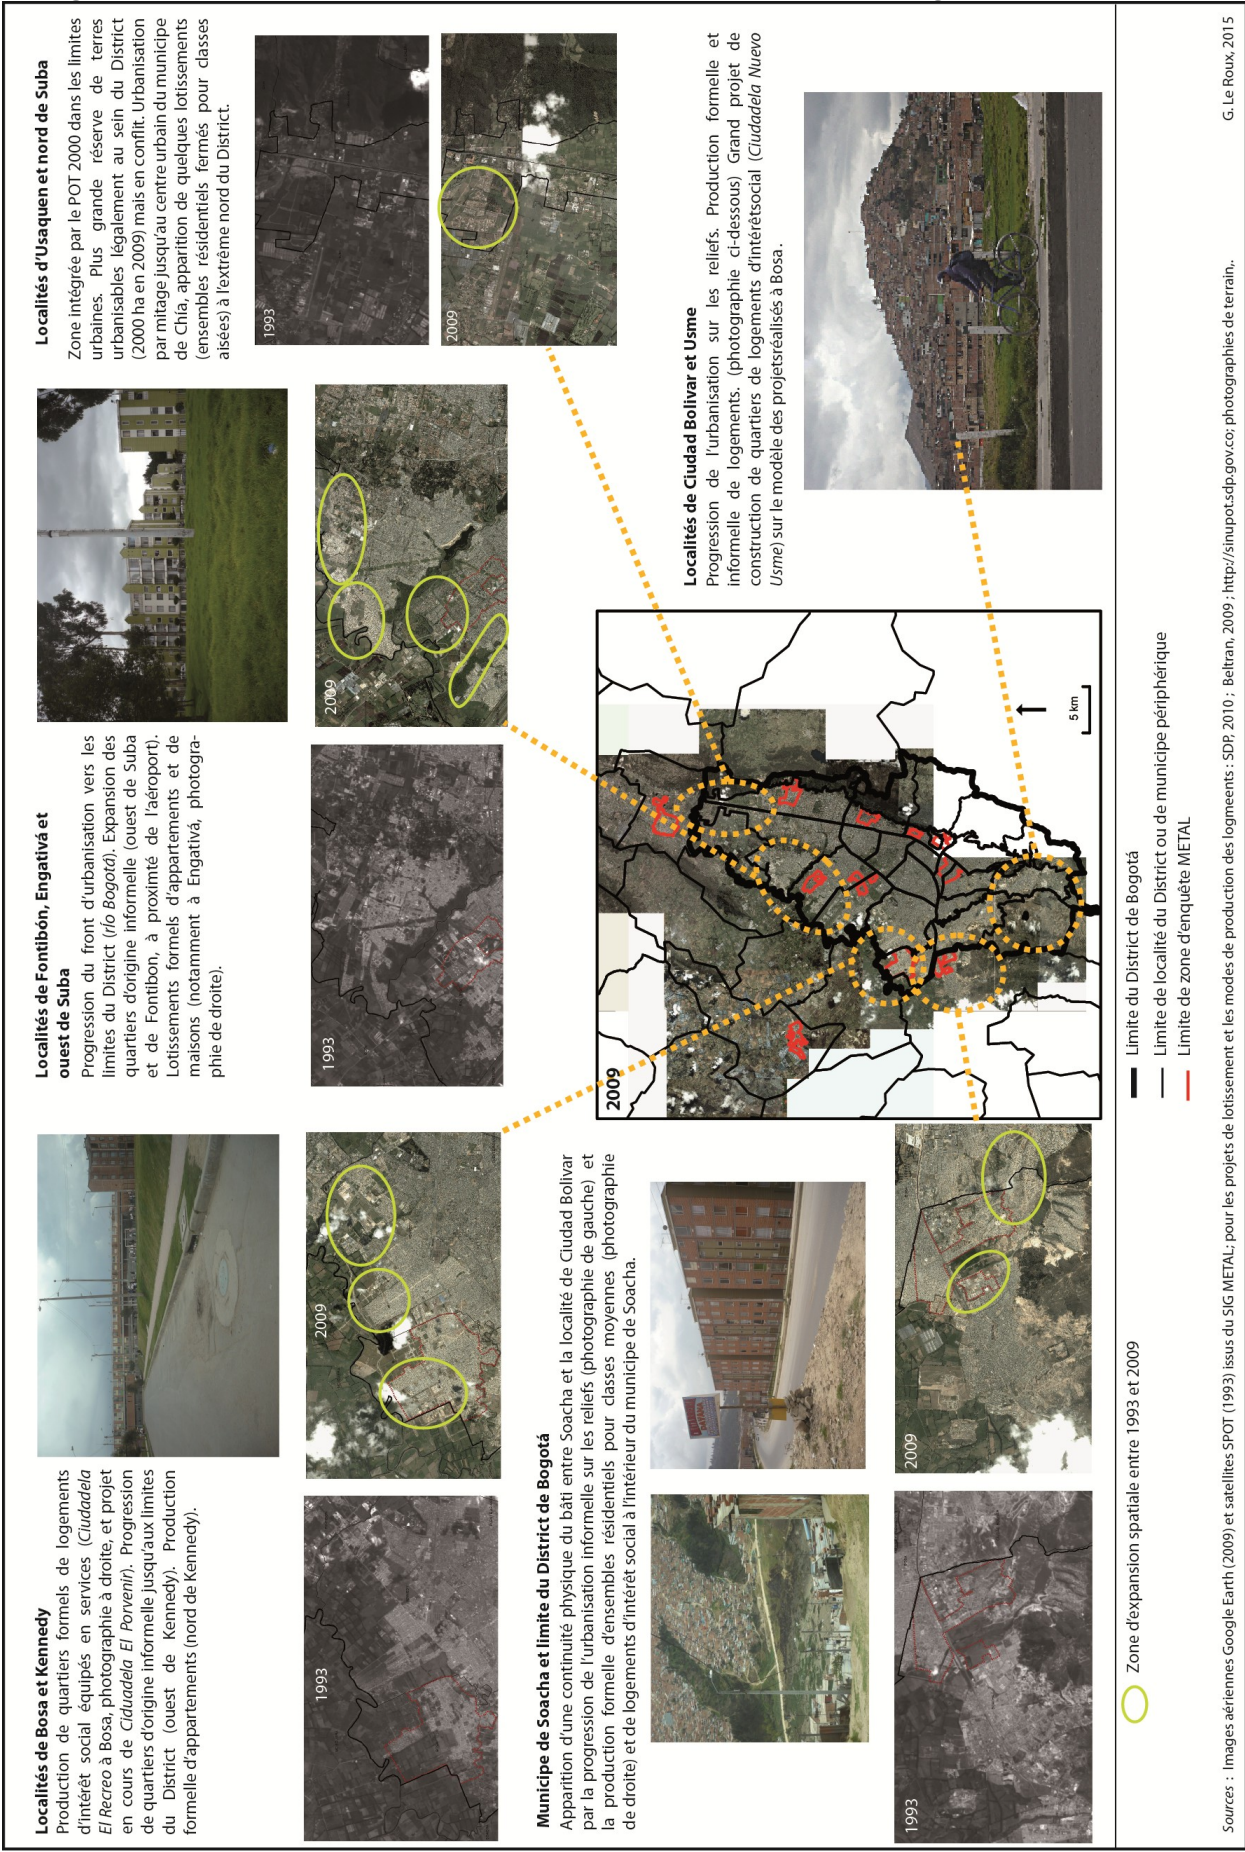 Localités de Bosa et Kennedy
Production de quartiers formels de logements
d'intérêt social équipés en services (Ciudadela
El Recreo à Bosa, photographie à droite, et projet
en cours de Ciduadela El Porvenir). Progression
de quartiers d'origine informelle jusqu'aux limites
du District (ouest de Kennedy). Production
formelle d'appartements (nord de Kennedy).
1993
2009
Localités de Fontibón, Engativá et
ouest de Suba
Progression du front d'urbanisation vers les
limites du District (río Bogotá). Expansion des
quartiers d'origine informelle (ouest de Suba
et de Fontibon, à proximité de l'aéroport).
Lotissements formels d'appartements et de
maisons (notamment à Engativá, photogra-
phie de droite).
1993
2009
Localités d'Usaquen et nord de Suba
Zone intégrée par le POT 2000 dans les limites
urbaines. Plus grande réserve de terres
urbanisables légalement au sein du District
(2000 ha en 2009) mais en conflit. Urbanisation
par mitage jusqu'au centre urbain du municipe
de Chía, apparition de quelques lotissements
(ensembles résidentiels fermés pour classes
aisées) à l'extrême nord du District.
1993
2009
Municipe de Soacha et limite du District de Bogotá
Apparition d'une continuité physique du bâti entre Soacha et la localité de Ciudad Bolivar
par la progression de l'urbanisation informelle sur les reliefs (photographie de gauche) et
la production formelle d'ensembles résidentiels pour classes moyennes (photographie
de droite) et de logements d'intérêt social à l'intérieur du municipe de Soacha.
1993
2009
2009
5 km
Localités de Ciudad Bolivar et Usme
Progression de l'urbanisation sur les reliefs. Production formelle et
informelle de logements. (photographie ci-dessous) Grand projet de
construction de quartiers de logements d'intérêtsocial (Ciudadela Nuevo
Usme) sur le modèle des projetsréalisés à Bosa.
Zone d'expansion spatiale entre 1993 et 2009
Limite du District de Bogotá
Limite de localité du District ou de municipe périphérique
Limite de zone d'enquête METAL
Sources : Images aériennes Google Earth (2009) et satellites SPOT (1993) issus du SIG METAL; pour les projets de lotissement et les modes de production des logmeents : SDP, 2010 ; Beltran, 2009 ; http://sinupot.sdp.gov.co; photographies de terrain,.
G. Le Roux, 2015